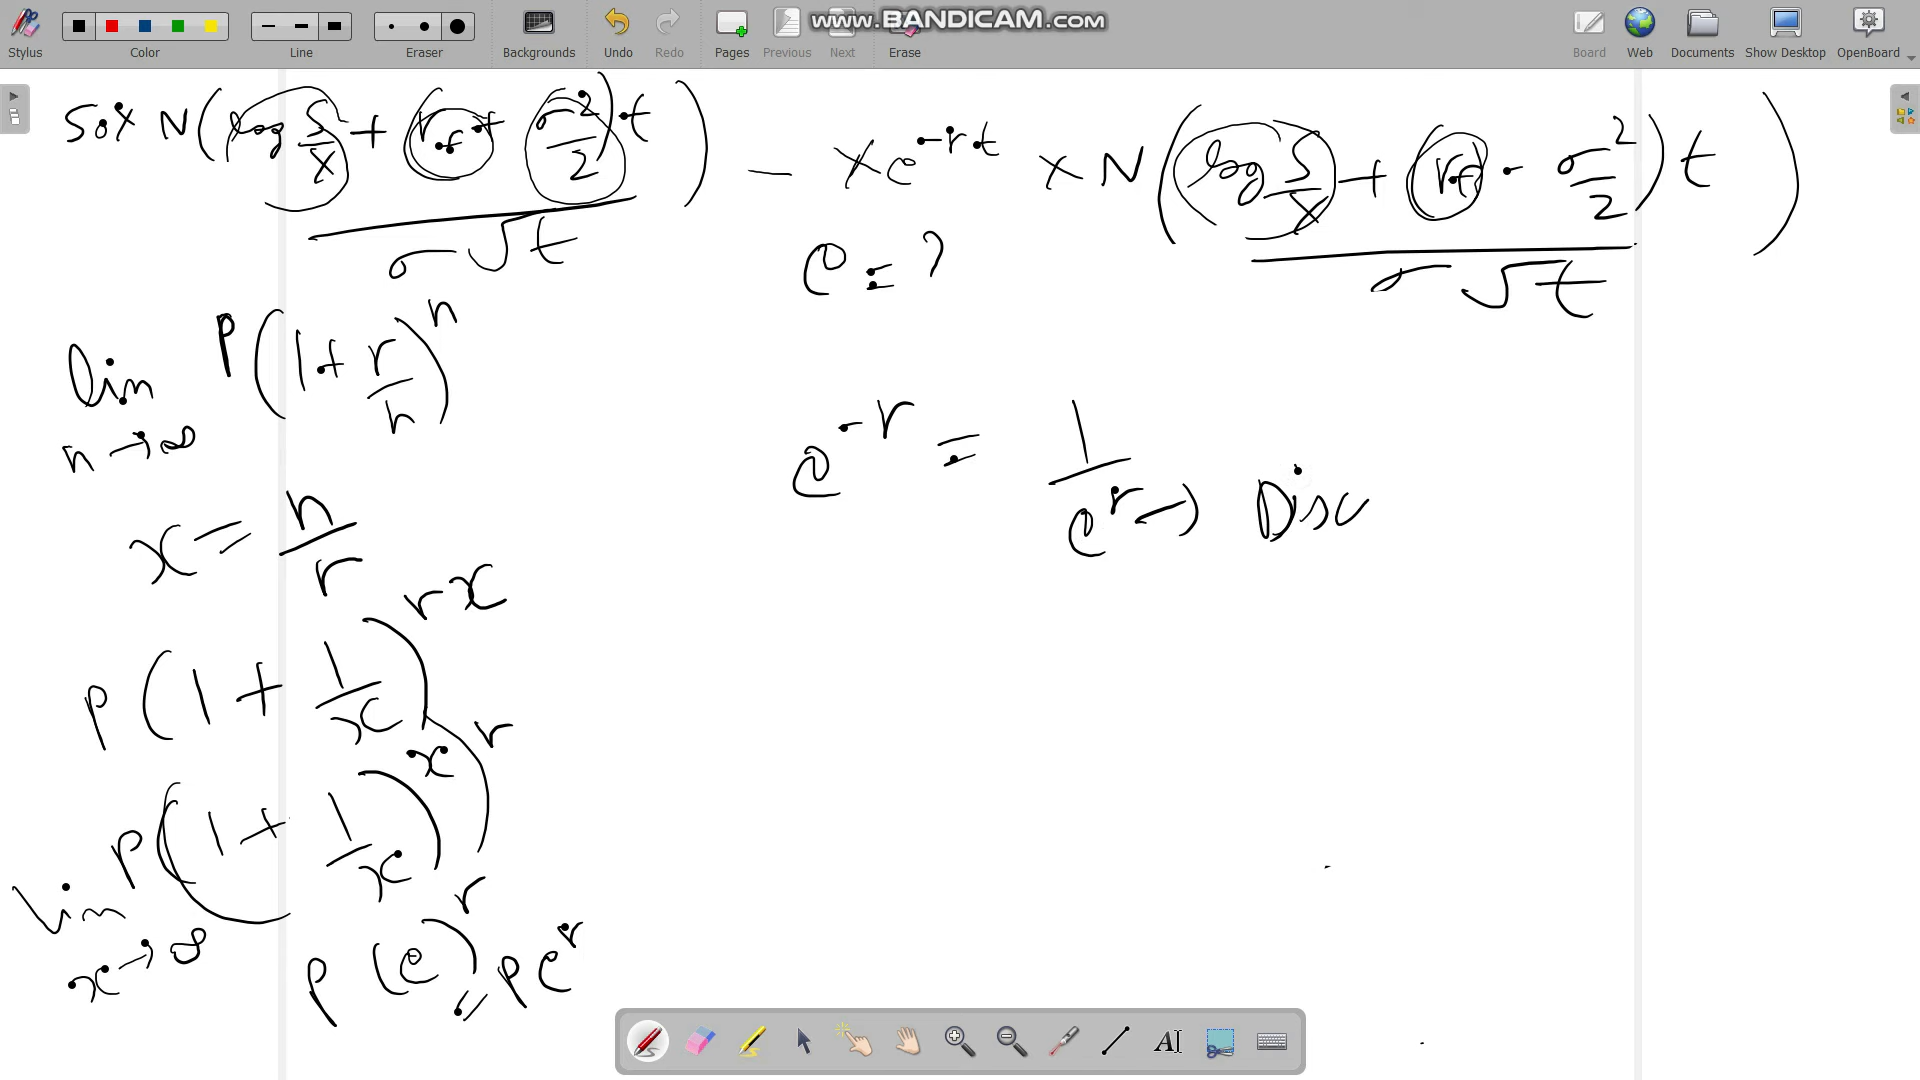 Stylus Color Line Eraser Backgrounds Undo Redo Pages Previous Next Erase Board Web Documents Show Desktop OpenBoard
www.BANDICAM.com
S₀ × N((log S/X + (rf + σ²/2)t) / σ√t) − Xe^-rt × N((log S/X + (rf - σ²/2)t) / σ√t)
e = ?
lim n→∞ P(1+r/n)^n
e^-r = 1/e^r → Disc
x = n/r
P(1 + 1/x)^rx
lim x→∞ P((1 + 1/x)^x)^r
P(e)^r = Pe^r